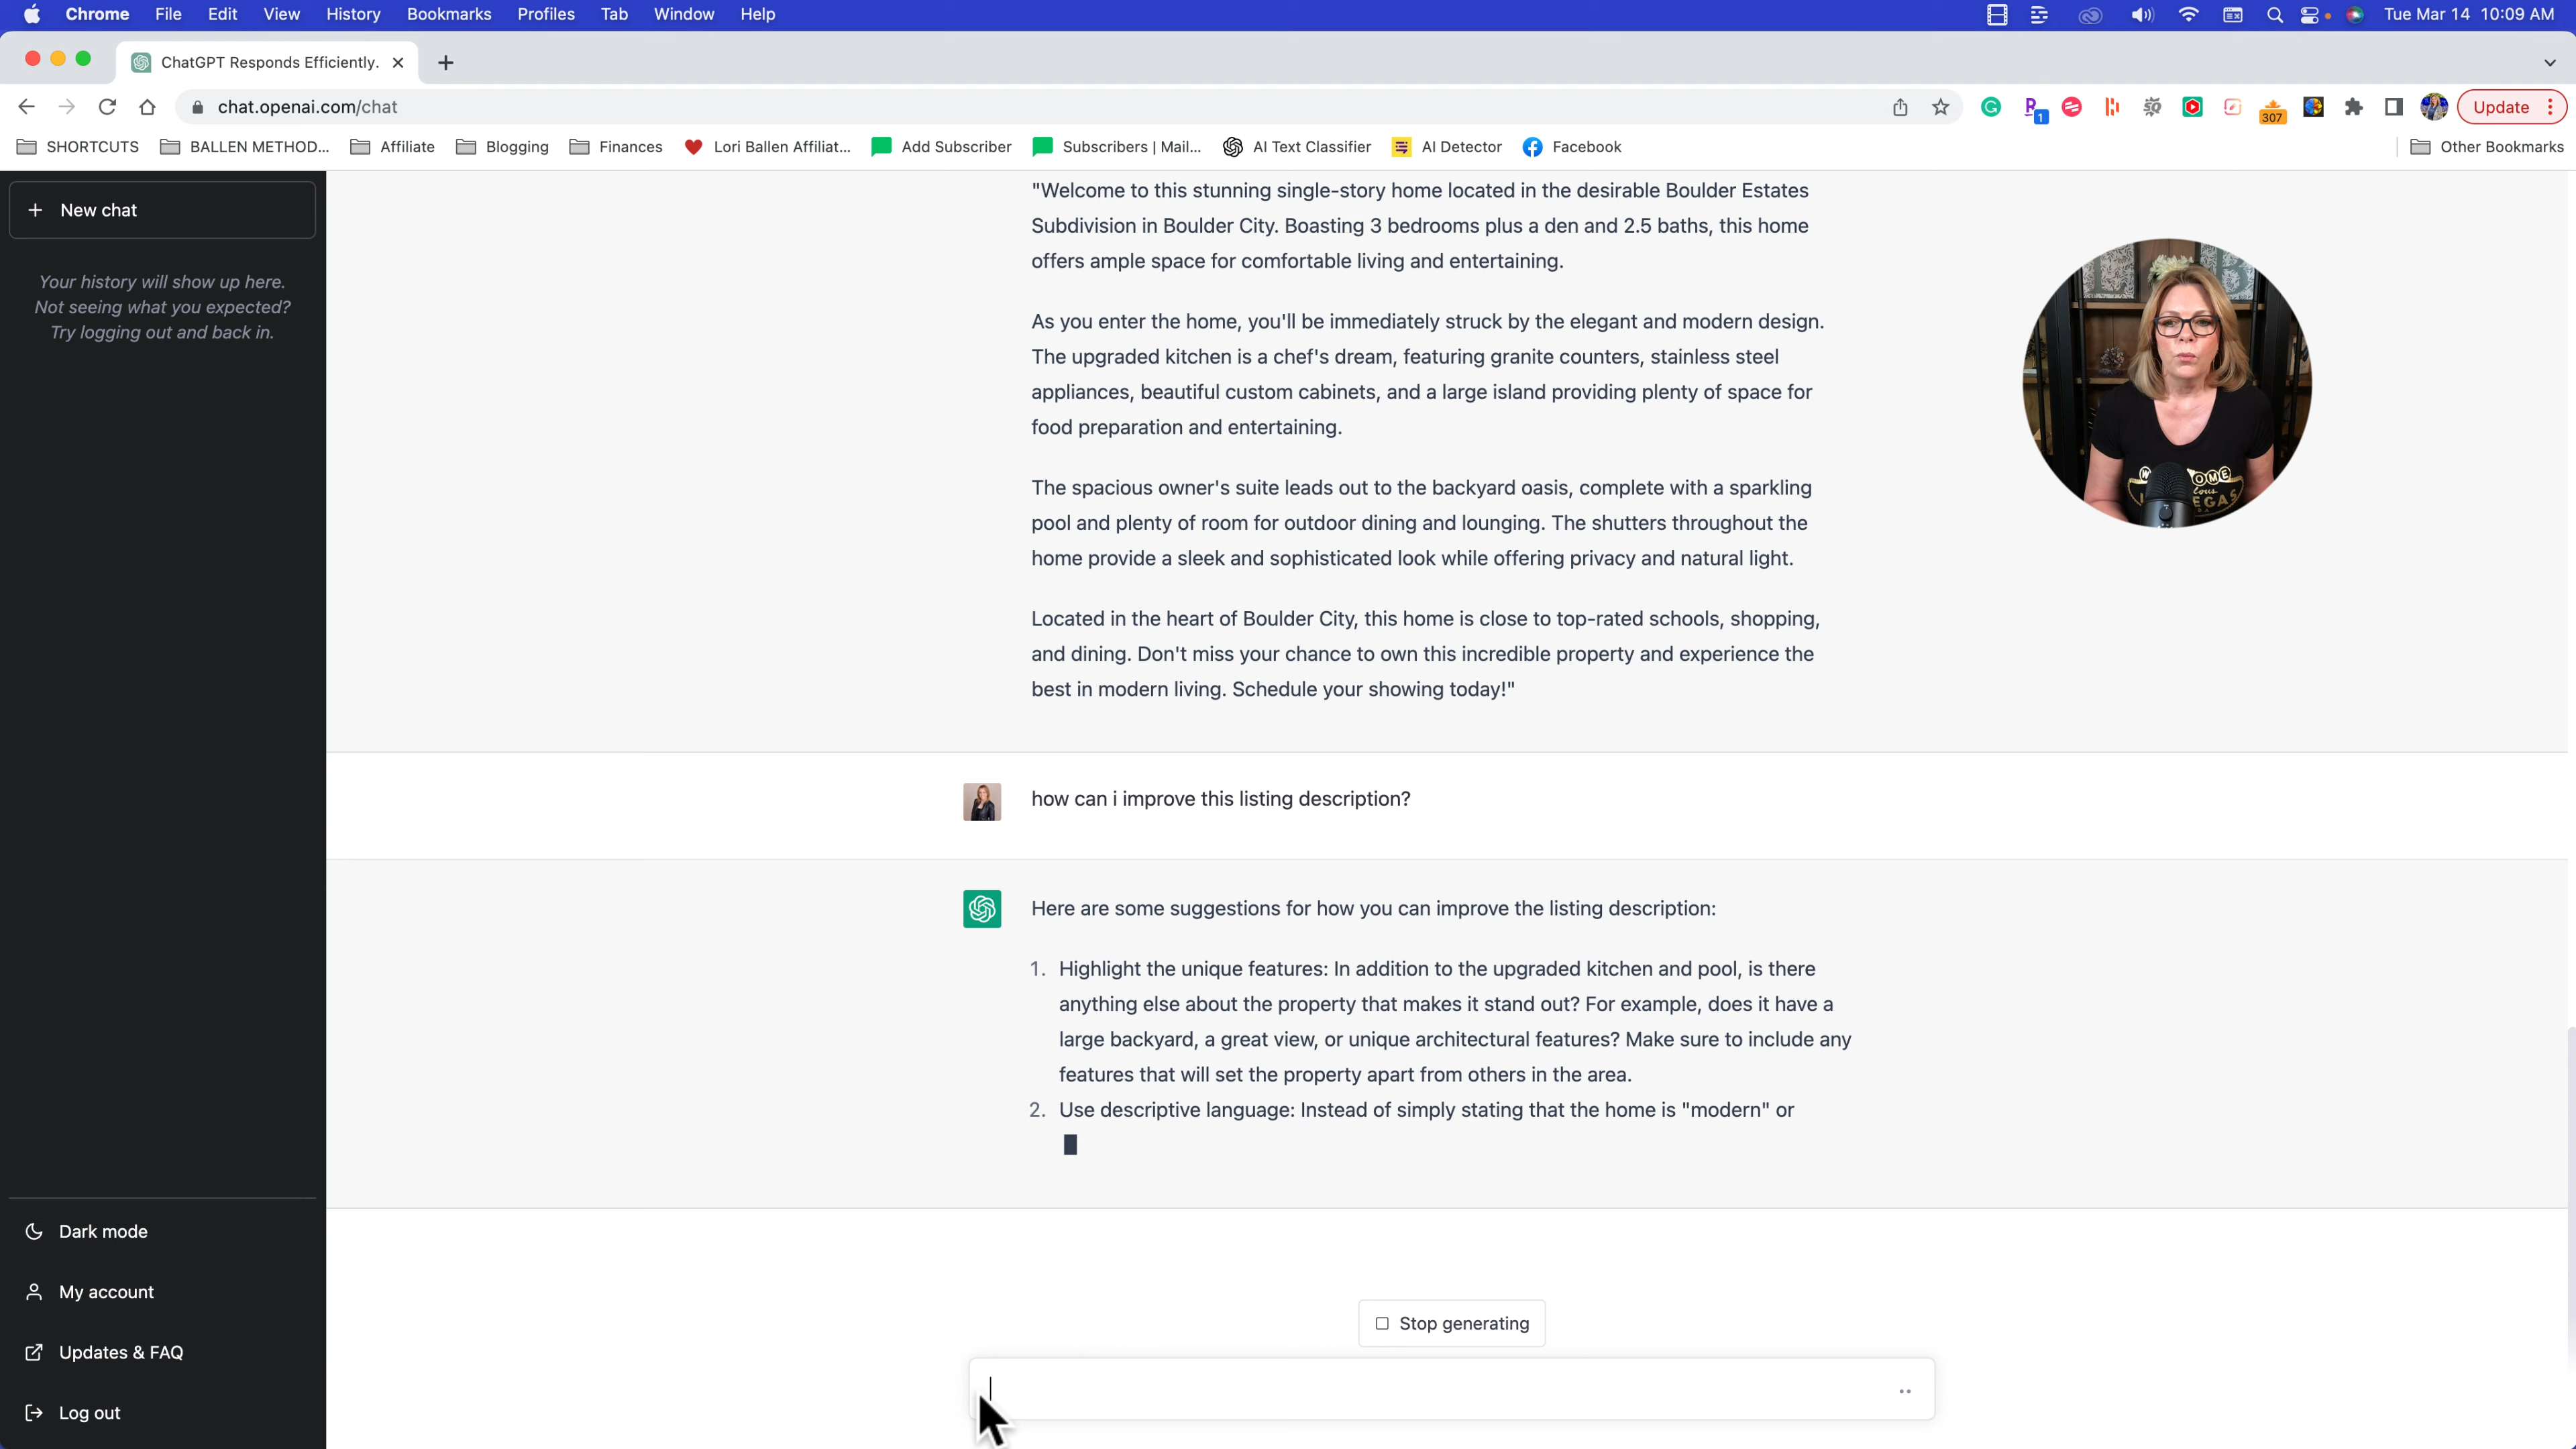 Chrome File Edit View History Bookmarks Profiles Tab Window Help Tue Mar 14 10:09 AM
ChatGPT Responds Efficiently.
chat.openai.com/chat
1
307
Update
SHORTCUTS BALLEN METHOD... Affiliate Blogging Finances Lori Ballen Affiliat... Add Subscriber Subscribers | Mail... AI Text Classifier AI Detector Facebook Other Bookmarks
+ New chat
Your history will show up here.
Not seeing what you expected?
Try logging out and back in.
"Welcome to this stunning single-story home located in the desirable Boulder Estates
Subdivision in Boulder City. Boasting 3 bedrooms plus a den and 2.5 baths, this home
offers ample space for comfortable living and entertaining.
As you enter the home, you'll be immediately struck by the elegant and modern design.
The upgraded kitchen is a chef's dream, featuring granite counters, stainless steel
appliances, beautiful custom cabinets, and a large island providing plenty of space for
food preparation and entertaining.
The spacious owner's suite leads out to the backyard oasis, complete with a sparkling
pool and plenty of room for outdoor dining and lounging. The shutters throughout the
home provide a sleek and sophisticated look while offering privacy and natural light.
Located in the heart of Boulder City, this home is close to top-rated schools, shopping,
and dining. Don't miss your chance to own this incredible property and experience the
best in modern living. Schedule your showing today!"
how can i improve this listing description?
Here are some suggestions for how you can improve the listing description:
1. Highlight the unique features: In addition to the upgraded kitchen and pool, is there
anything else about the property that makes it stand out? For example, does it have a
large backyard, a great view, or unique architectural features? Make sure to include any
features that will set the property apart from others in the area.
2. Use descriptive language: Instead of simply stating that the home is "modern" or
Stop generating
Dark mode
My account
Updates & FAQ
Log out